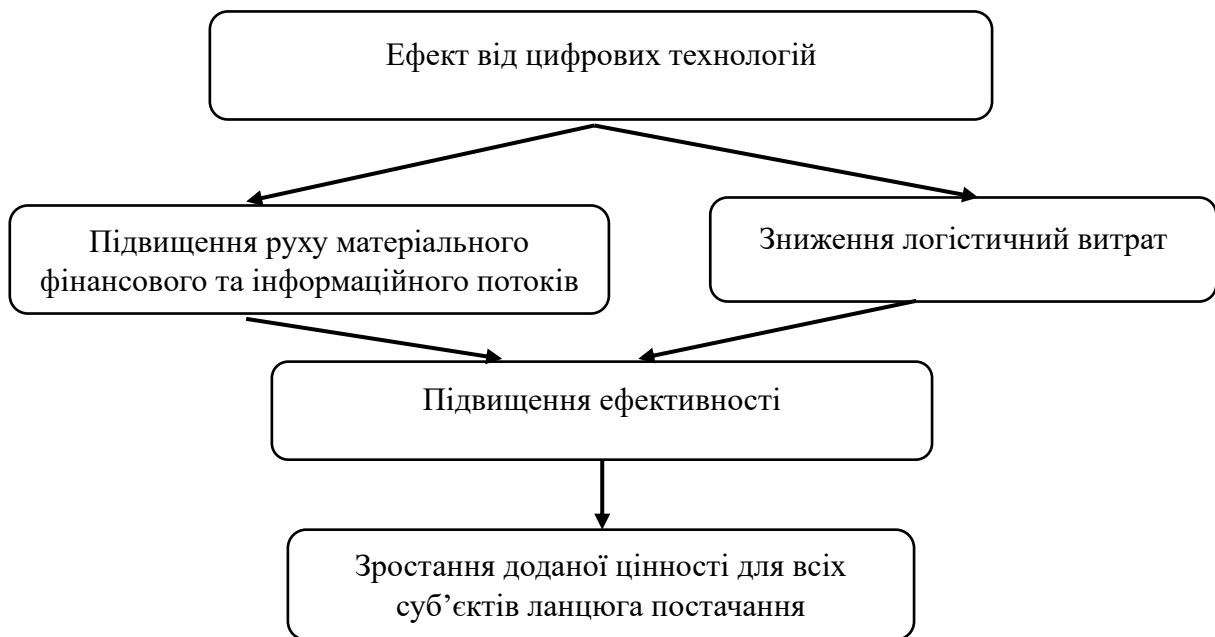 Ефект від цифрових технологій
Підвищення руху матеріального
фінансового та інформаційного потоків
Зниження логістичний витрат
Підвищення ефективності
Зростання доданої цінності для всіх
суб’єктів ланцюга постачання